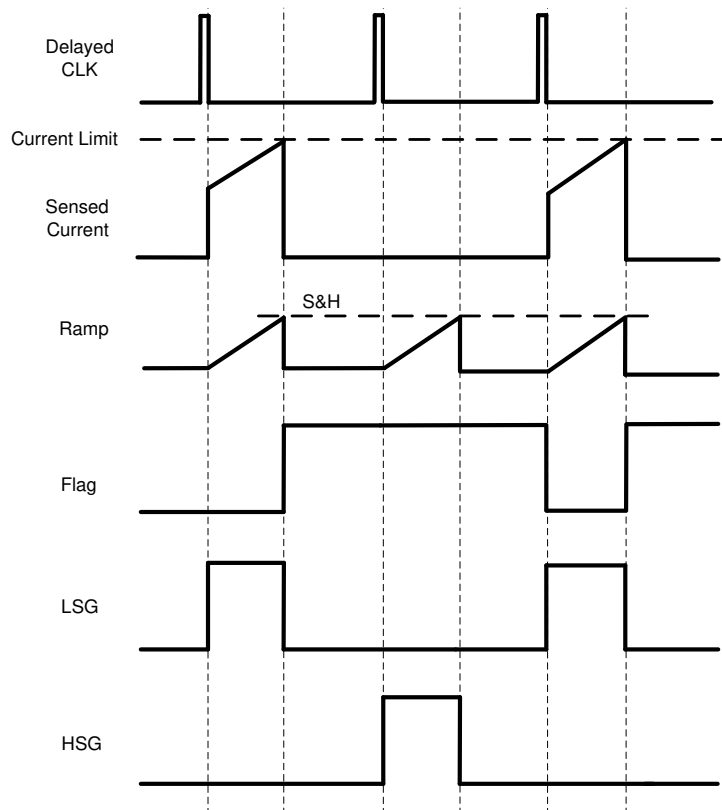 Delayed
CLK
Current Limit
Sensed
Current
S&H
Ramp
Flag
LSG
HSG